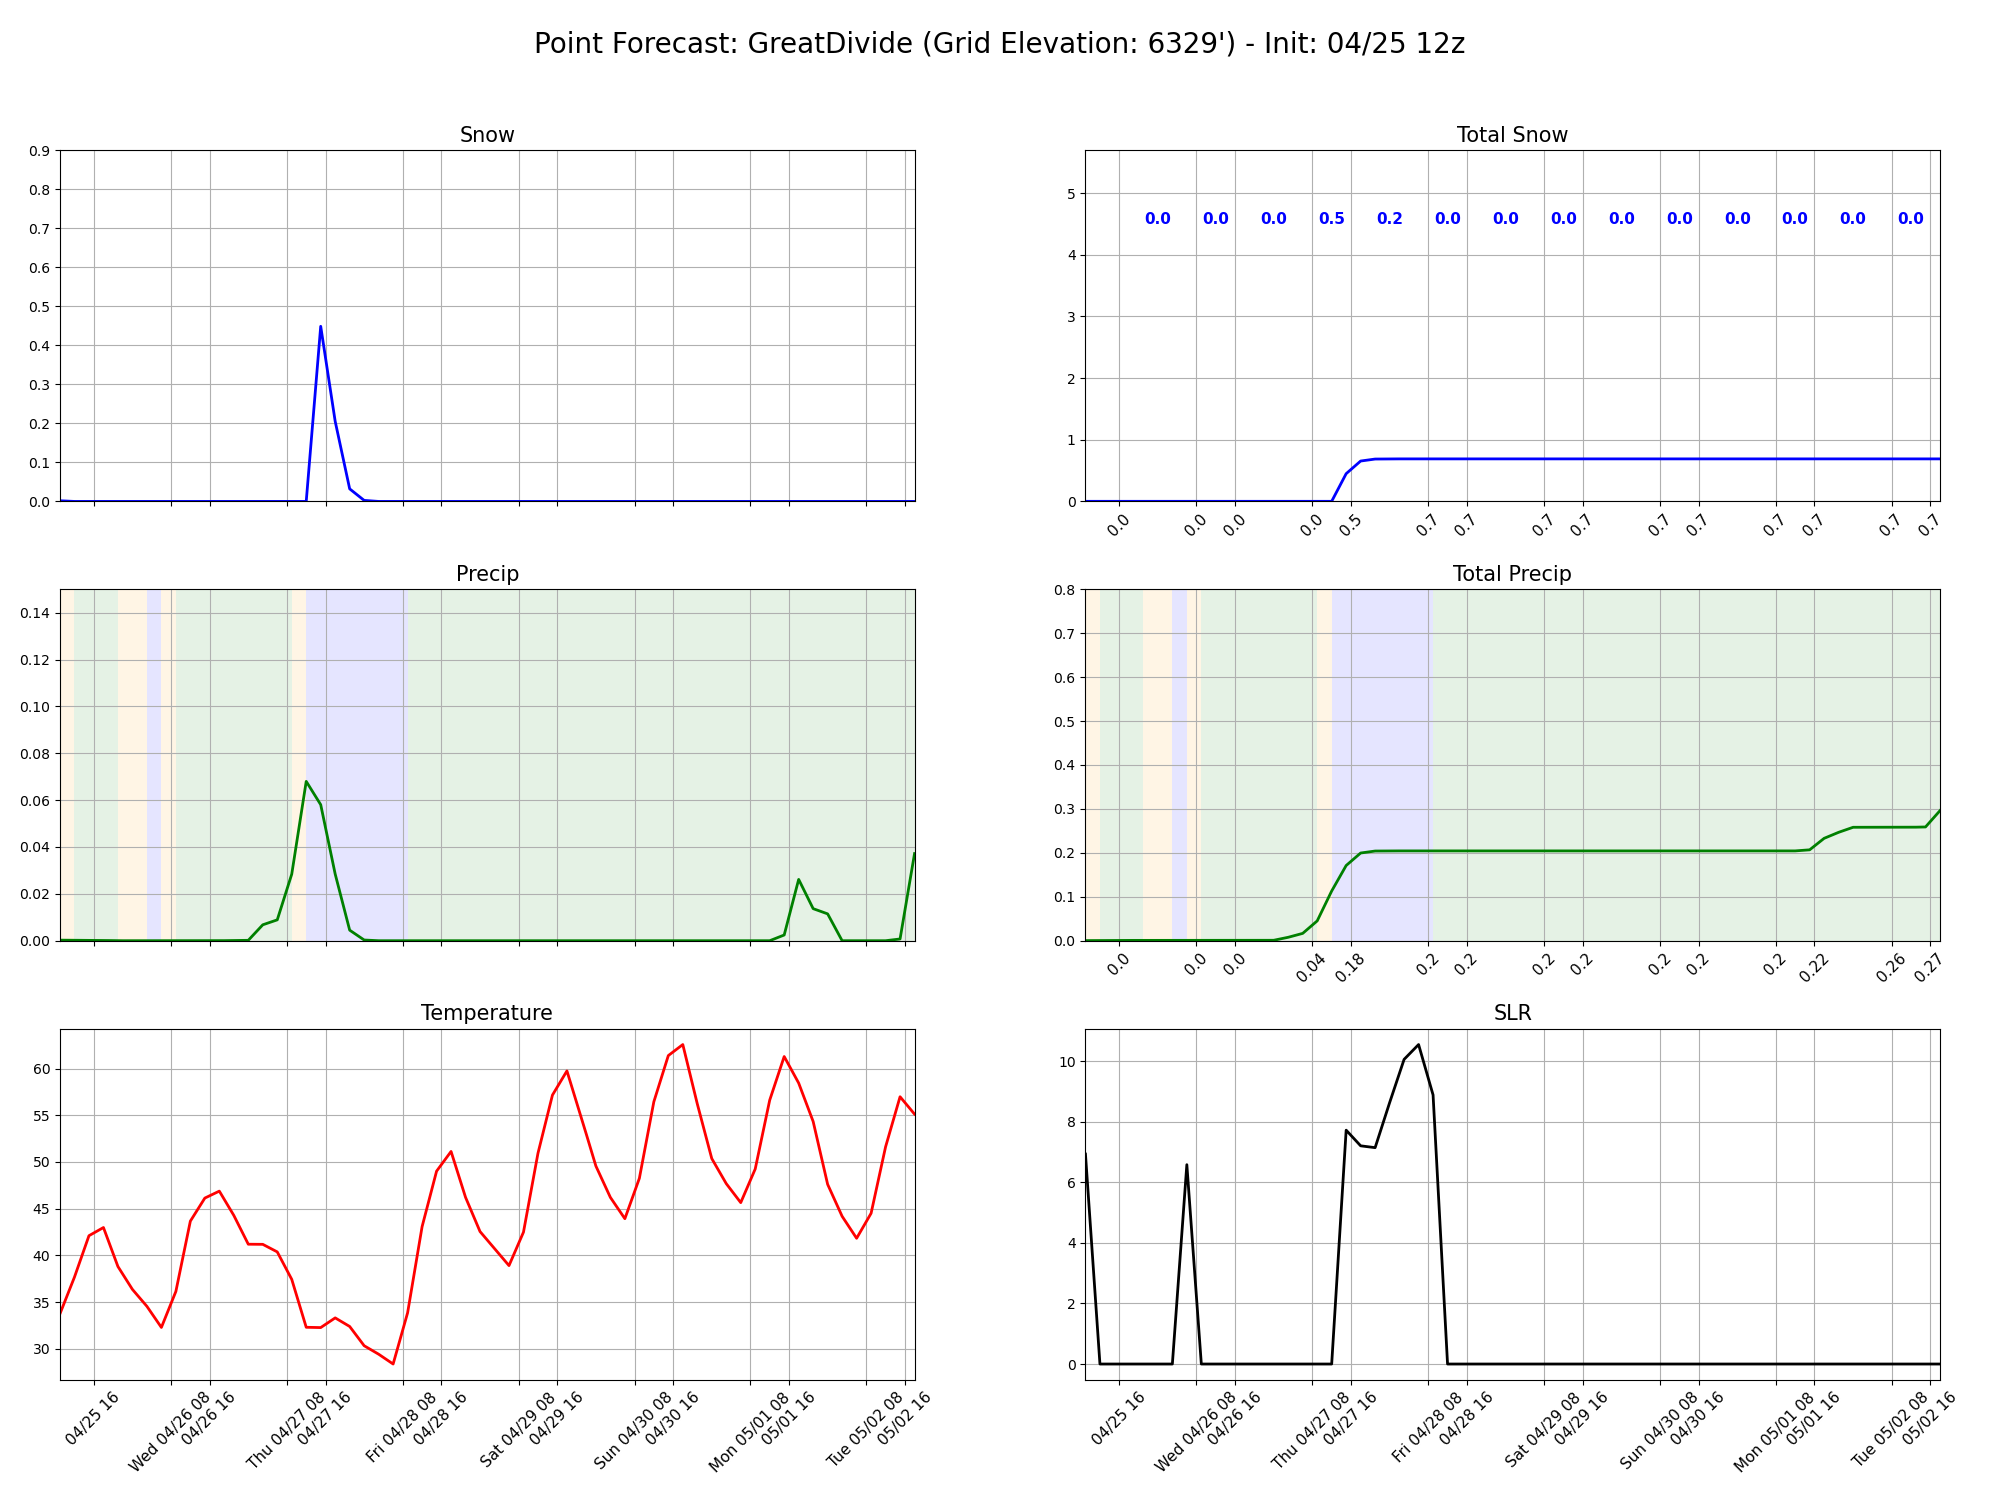 Point Forecast: GreatDivide (Grid Elevation: 6329') - Init: 04/25 12z
Snow
0.9
0.8
0.7
0.6
0.5
0.4
0.3
0.2
0.1
0.0
Total Snow
5
4
3
2
1
0
0.0 0.0 0.0 0.5 0.2 0.0 0.0 0.0 0.0 0.0 0.0 0.0 0.0 0.0
0.0 0.0 0.0 0.0 0.5 0.7 0.7 0.7 0.7 0.7 0.7 0.7 0.7 0.7 0.7
Precip
0.14
0.12
0.10
0.08
0.06
0.04
0.02
0.00
Total Precip
0.8
0.7
0.6
0.5
0.4
0.3
0.2
0.1
0.0
0.0 0.0 0.0 0.04 0.18 0.2 0.2 0.2 0.2 0.2 0.2 0.2 0.22 0.26 0.27
Temperature
60
55
50
45
40
35
30
04/25 16
Wed 04/26 08
04/26 16
Thu 04/27 08
04/27 16
Fri 04/28 08
04/28 16
Sat 04/29 08
04/29 16
Sun 04/30 08
04/30 16
Mon 05/01 08
05/01 16
Tue 05/02 08
05/02 16
SLR
10
8
6
4
2
0
04/25 16
Wed 04/26 08
04/26 16
Thu 04/27 08
04/27 16
Fri 04/28 08
04/28 16
Sat 04/29 08
04/29 16
Sun 04/30 08
04/30 16
Mon 05/01 08
05/01 16
Tue 05/02 08
05/02 16